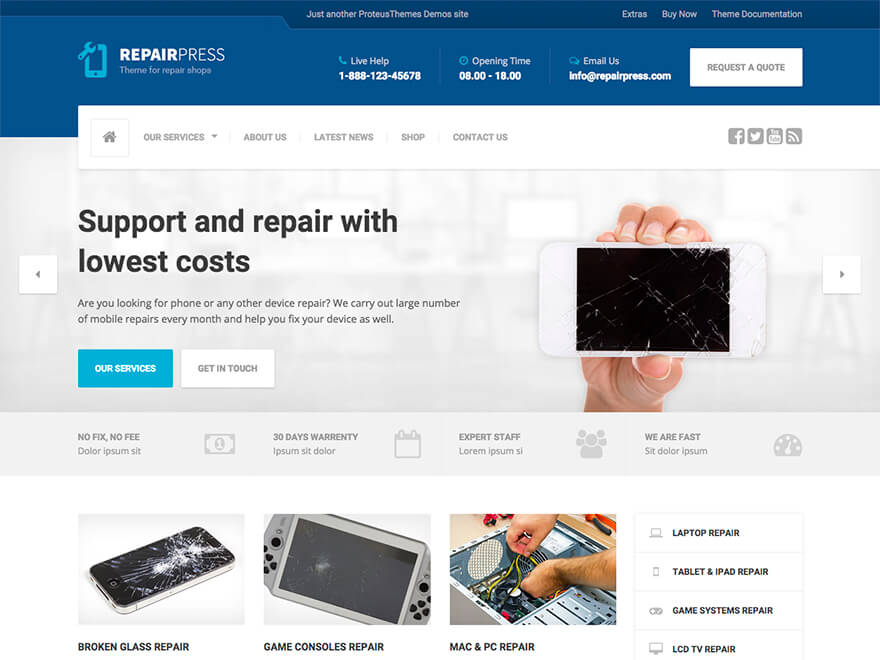 Just another ProteusThemes Demos site
Extras
Buy Now
Theme Documentation
REPAIRPRESS
Theme for repair shops
Live Help
1-888-123-45678
Opening Time
08.00 - 18.00
Email Us
info@repairpress.com
REQUEST A QUOTE
OUR SERVICES
ABOUT US
LATEST NEWS
SHOP
CONTACT US
You
Tube
Support and repair with
lowest costs
Are you looking for phone or any other device repair? We carry out large number
of mobile repairs every month and help you fix your device as well.
OUR SERVICES
GET IN TOUCH
NO FIX, NO FEE
Dolor ipsum sit
30 DAYS WARRENTY
Ipsum sit dolor
EXPERT STAFF
Lorem ipsum si
WE ARE FAST
Sit dolor ipsum
BROKEN GLASS REPAIR
GAME CONSOLES REPAIR
MAC & PC REPAIR
LAPTOP REPAIR
TABLET & IPAD REPAIR
GAME SYSTEMS REPAIR
LCD TV REPAIR